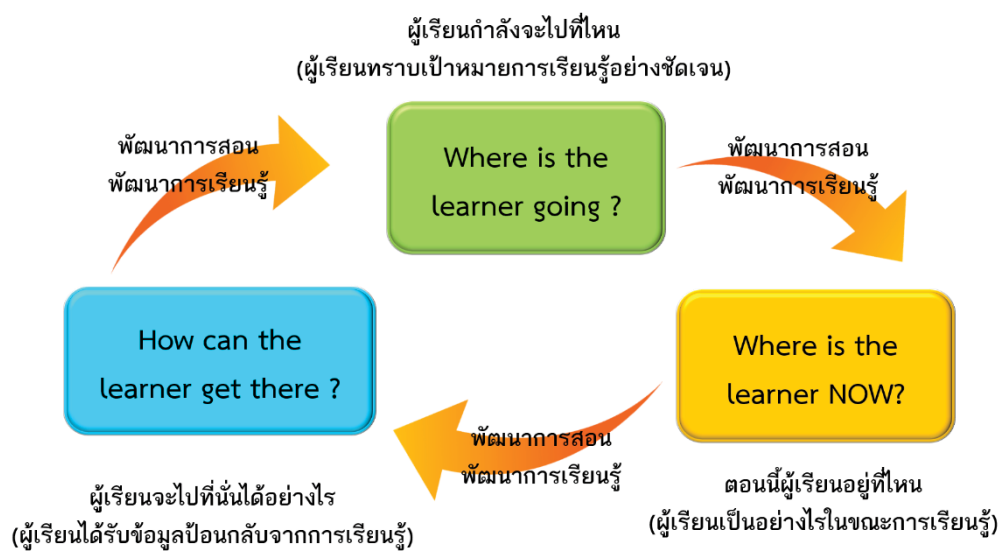 ผู้เรียนกำลังจะไปที่ไหน
(ผู้เรียนทราบเป้าหมายการเรียนรู้อย่างชัดเจน)
พัฒนาการสอน
พัฒนาการเรียนรู้
Where is the
learner going ?
พัฒนาการสอน
พัฒนาการเรียนรู้
How can the
learner get there ?
Where is the
learner NOW?
พัฒนาการสอน
พัฒนาการเรียนรู้
ผู้เรียนจะไปที่นั่นได้อย่างไร
(ผู้เรียนได้รับข้อมูลป้อนกลับจากการเรียนรู้)
ตอนนี้ผู้เรียนอยู่ที่ไหน
(ผู้เรียนเป็นอย่างไรในขณะการเรียนรู้)